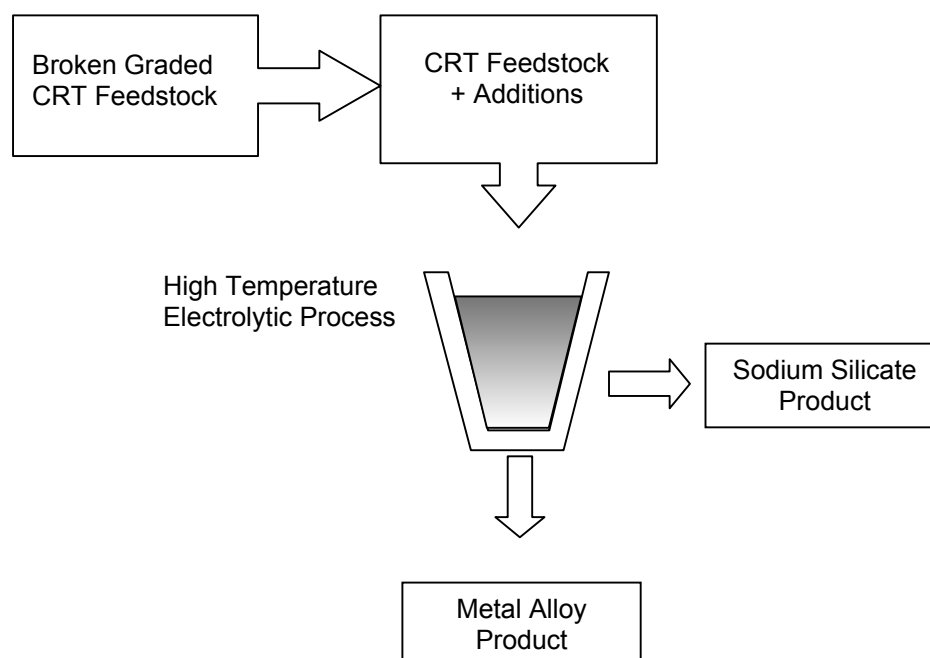 Broken Graded
CRT Feedstock
CRT Feedstock
+ Additions
High Temperature
Electrolytic Process
Sodium Silicate
Product
Metal Alloy
Product